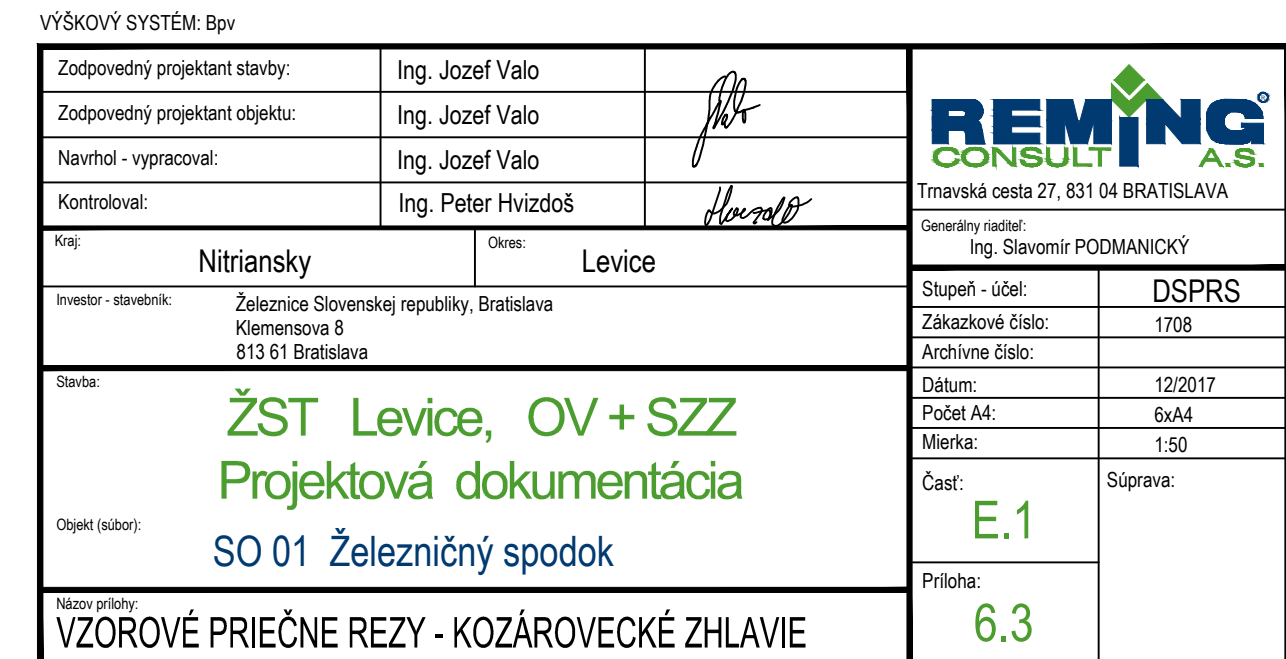 VÝŠKOVÝ SYSTÉM: Bpv
Zodpovedný projektant stavby: Ing. Jozef Valo
Zodpovedný projektant objektu: Ing. Jozef Valo
Navrhol - vypracoval: Ing. Jozef Valo
Kontroloval: Ing. Peter Hvizdoš
Kraj: Nitriansky Okres: Levice
Investor - stavebník: Železnice Slovenskej republiky, Bratislava
Klemensova 8
813 61 Bratislava
Stavba:
ŽST Levice, OV + SZZ
Projektová dokumentácia
Objekt (súbor):
SO 01 Železničný spodok
Názov prílohy:
VZOROVÉ PRIEČNE REZY - KOZÁROVECKÉ ZHLAVIE
REMING®
CONSULT A.S.
Trnavská cesta 27, 831 04 BRATISLAVA
Generálny riaditeľ:
Ing. Slavomír PODMANICKÝ
Stupeň - účel: DSPRS
Zákazkové číslo: 1708
Archívne číslo:
Dátum: 12/2017
Počet A4: 6xA4
Mierka: 1:50
Časť: Súprava:
E.1
Príloha:
6.3